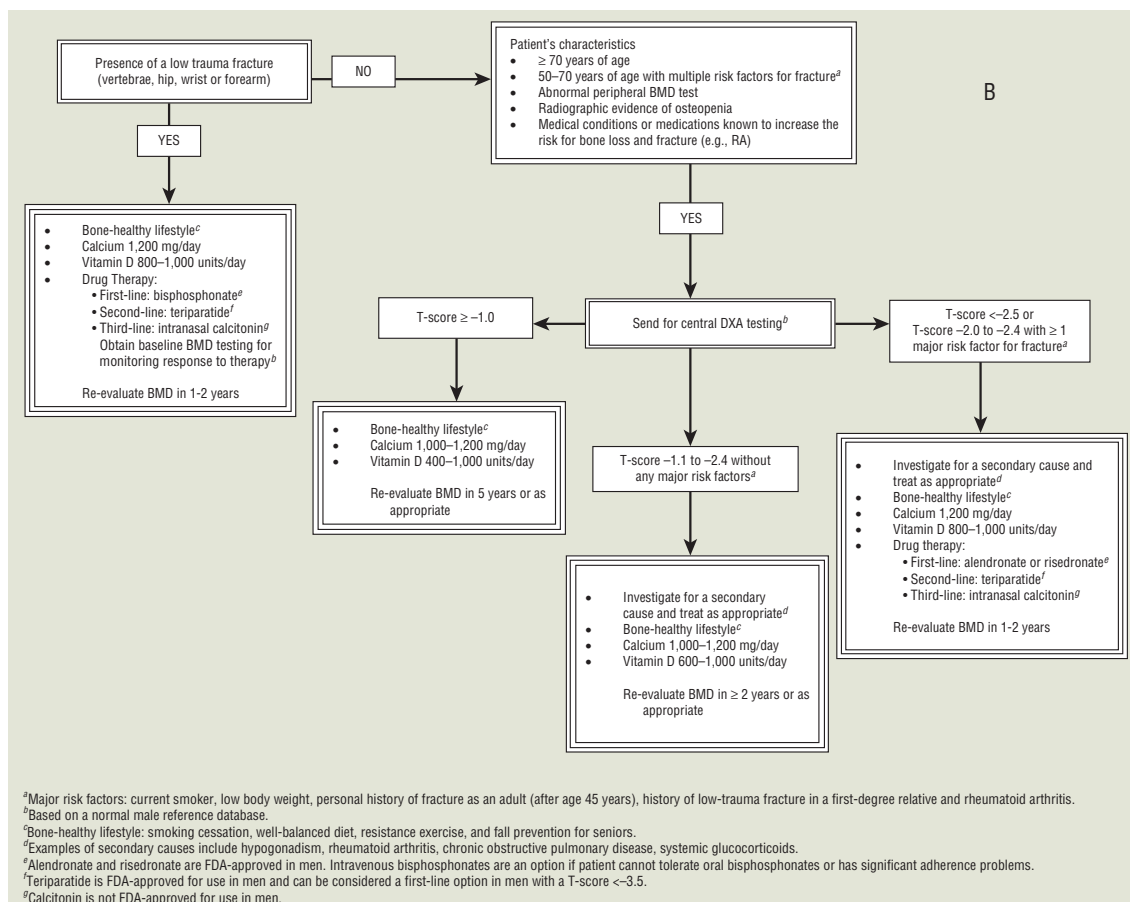 Presence of a low trauma fracture
(vertebrae, hip, wrist or forearm)
NO
Patient's characteristics
• ≥ 70 years of age
• 50–70 years of age with multiple risk factors for fractureᵃ
• Abnormal peripheral BMD test
• Radiographic evidence of osteopenia
• Medical conditions or medications known to increase the
risk for bone loss and fracture (e.g., RA)
B
YES
YES
• Bone-healthy lifestyleᶜ
• Calcium 1,200 mg/day
• Vitamin D 800–1,000 units/day
• Drug Therapy:
• First-line: bisphosphonateᵉ
• Second-line: teriparatideᶠ
• Third-line: intranasal calcitoninᵍ
Obtain baseline BMD testing for
monitoring response to therapyᵇ
Re-evaluate BMD in 1-2 years
T-score ≥ –1.0
Send for central DXA testingᵇ
T-score <–2.5 or
T-score –2.0 to –2.4 with ≥ 1
major risk factor for fractureᵃ
• Bone-healthy lifestyleᶜ
• Calcium 1,000–1,200 mg/day
• Vitamin D 400–1,000 units/day
Re-evaluate BMD in 5 years or as
appropriate
T-score –1.1 to –2.4 without
any major risk factorsᵃ
• Investigate for a secondary cause and
treat as appropriateᵈ
• Bone-healthy lifestyleᶜ
• Calcium 1,200 mg/day
• Vitamin D 800–1,000 units/day
• Drug therapy:
• First-line: alendronate or risedronateᵉ
• Second-line: teriparatideᶠ
• Third-line: intranasal calcitoninᵍ
Re-evaluate BMD in 1-2 years
• Investigate for a secondary
cause and treat as appropriateᵈ
• Bone-healthy lifestyleᶜ
• Calcium 1,000–1,200 mg/day
• Vitamin D 600–1,000 units/day
Re-evaluate BMD in ≥ 2 years or as
appropriate
ᵃMajor risk factors: current smoker, low body weight, personal history of fracture as an adult (after age 45 years), history of low-trauma fracture in a first-degree relative and rheumatoid arthritis.
ᵇBased on a normal male reference database.
ᶜBone-healthy lifestyle: smoking cessation, well-balanced diet, resistance exercise, and fall prevention for seniors.
ᵈExamples of secondary causes include hypogonadism, rheumatoid arthritis, chronic obstructive pulmonary disease, systemic glucocorticoids.
ᵉAlendronate and risedronate are FDA-approved in men. Intravenous bisphosphonates are an option if patient cannot tolerate oral bisphosphonates or has significant adherence problems.
ᶠTeriparatide is FDA-approved for use in men and can be considered a first-line option in men with a T-score <–3.5.
ᵍCalcitonin is not FDA-approved for use in men.